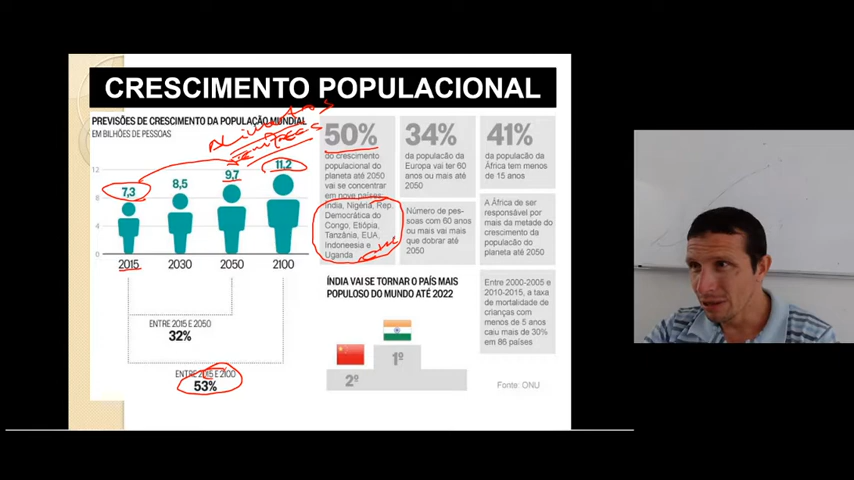 CRESCIMENTO POPULACIONAL
PREVISÕES DE CRESCIMENTO DA POPULAÇÃO MUNDIAL
EM BILHÕES DE PESSOAS
12
8
4
0
7,3
8,5
9,7
11,2
2015
2030
2050
2100
ENTRE 2015 E 2050
32%
ENTRE 2015 E 2100
53%
50%
do crescimento
populacional do
planeta até 2050
vai se concentrar
em nove países
Índia, Nigéria, Rep.
Democrática do
Congo, Etiópia,
Tanzânia, EUA,
Indoneesia e
Uganda
34%
da população da
Europa vai ter 60
anos ou mais até
2050
Número de pes-
soas com 60 anos
ou mais vai mais
que dobrar até
2050
41%
da população da
África tem menos
de 15 anos
A África de ser
responsável por
mais da metade do
crescimento da
população do
planeta até 2050
Entre 2000-2005 e
2010-2015, a taxa
de mortalidade de
crianças com
menos de 5 anos
caiu mais de 30%
em 86 países
ÍNDIA VAI SE TORNAR O PAÍS MAIS
POPULOSO DO MUNDO ATÉ 2022
1º
2º
Fonte: ONU